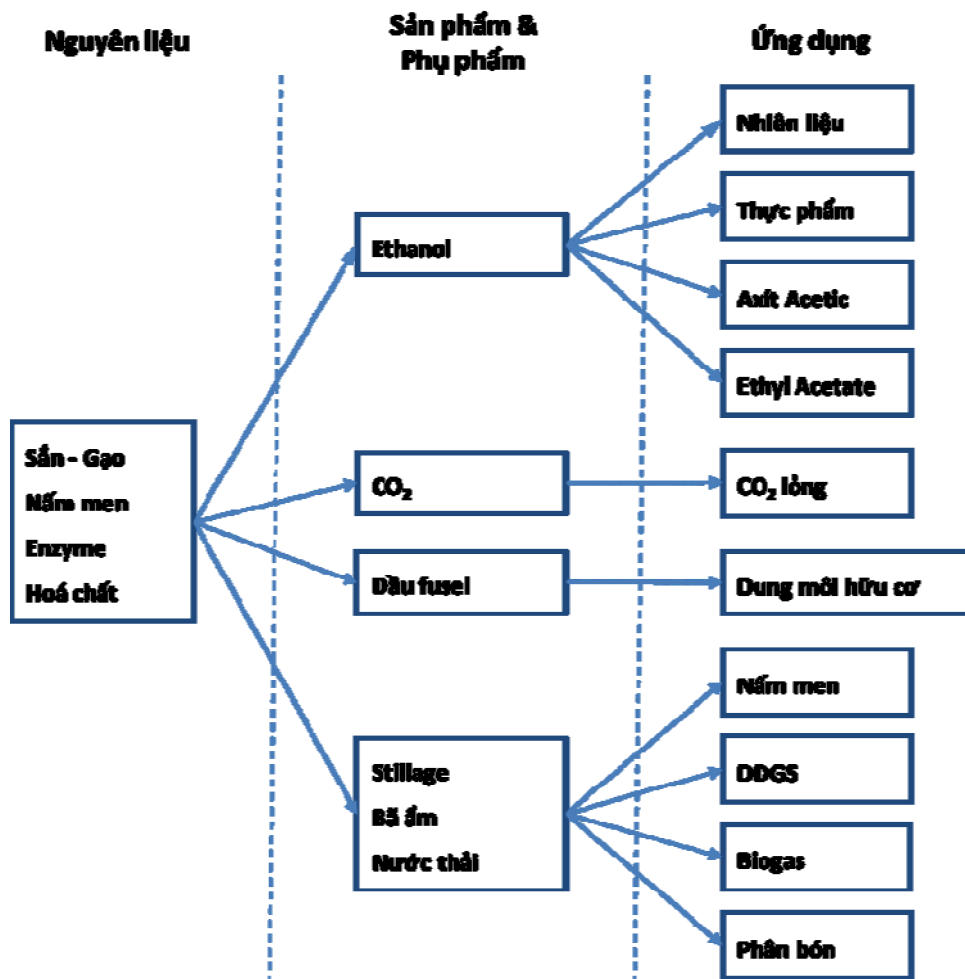 Nguyên liệu
Sản phẩm &
Phụ phẩm
Ứng dụng
Sắn - Gạo
Nấm men
Enzyme
Hoá chất
Ethanol
CO₂
Dầu fusel
Stillage
Bã ẩm
Nước thải
Nhiên liệu
Thực phẩm
Axít Acetic
Ethyl Acetate
CO₂ lỏng
Dung môi hữu cơ
Nấm men
DDGS
Biogas
Phân bón